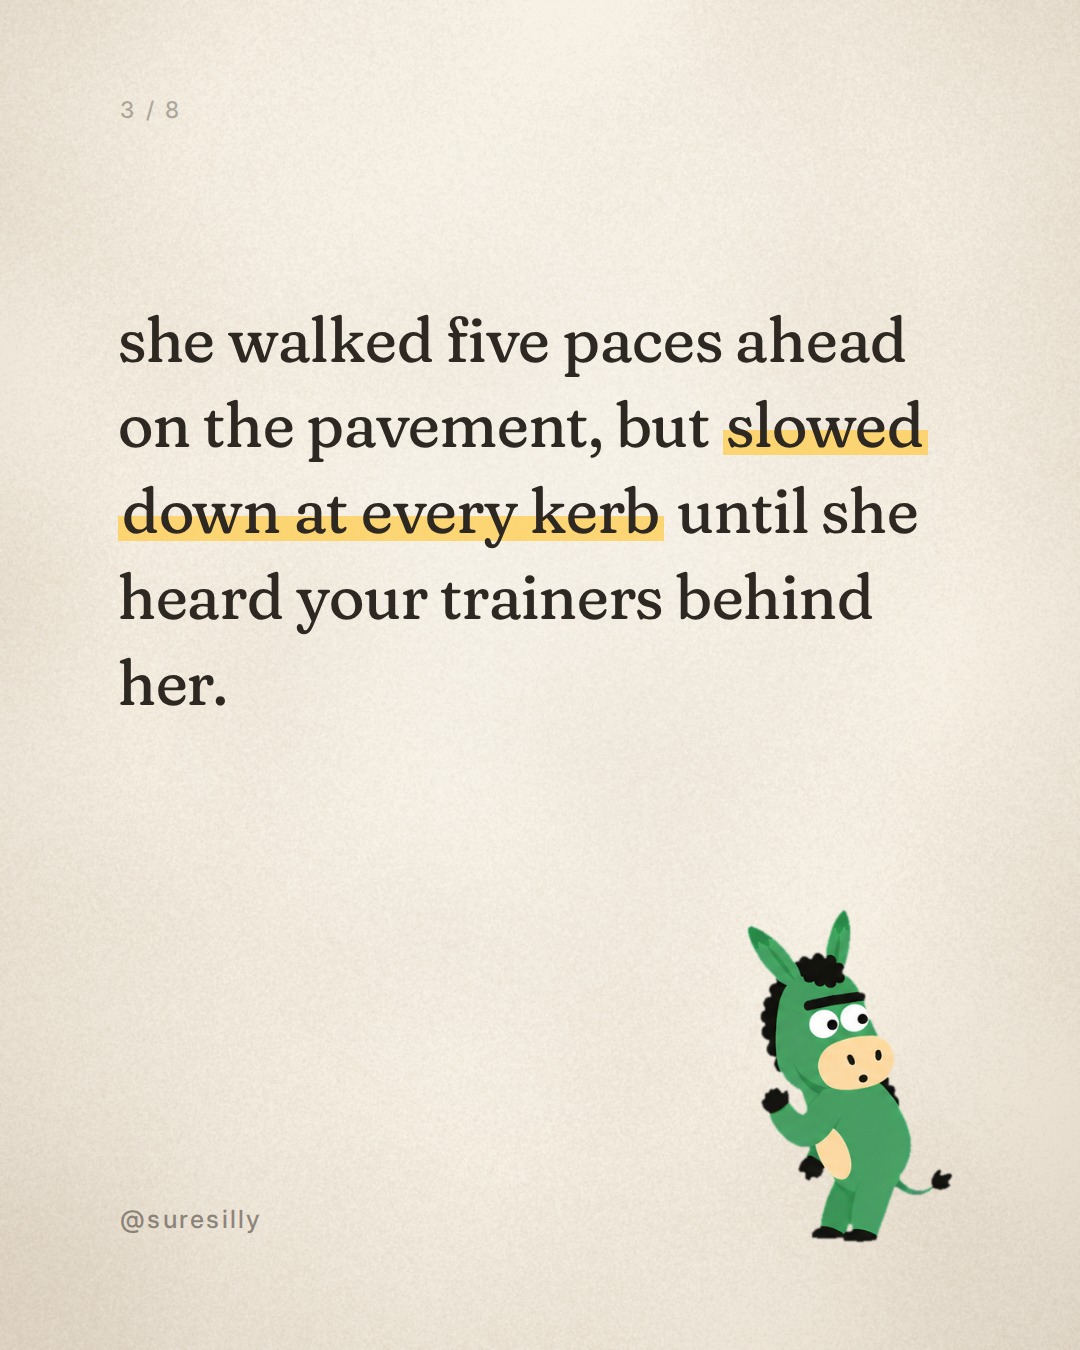 3 / 8
she walked five paces ahead
on the pavement, but slowed
down at every kerb until she
heard your trainers behind
her.
@suresilly